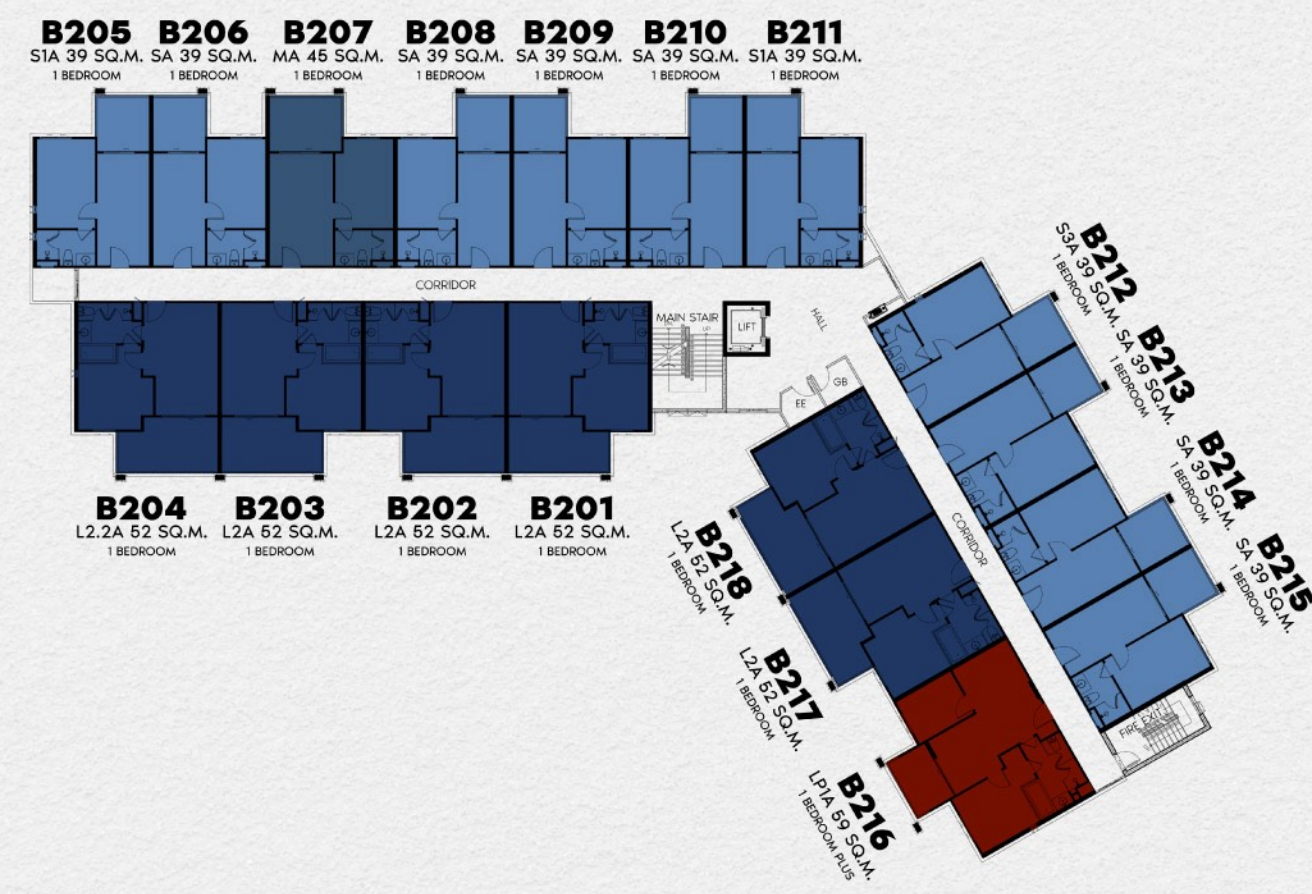 B205
S1A 39 SQ.M.
1 BEDROOM
B206
SA 39 SQ.M.
1 BEDROOM
B207
MA 45 SQ.M.
1 BEDROOM
B208
SA 39 SQ.M.
1 BEDROOM
B209
SA 39 SQ.M.
1 BEDROOM
B210
SA 39 SQ.M.
1 BEDROOM
B211
S1A 39 SQ.M.
1 BEDROOM
CORRIDOR
MAIN STAIR
UP
LIFT
HALL
EE
GB
B204
L2.2A 52 SQ.M.
1 BEDROOM
B203
L2A 52 SQ.M.
1 BEDROOM
B202
L2A 52 SQ.M.
1 BEDROOM
B201
L2A 52 SQ.M.
1 BEDROOM
B212
S3A 39 SQ.M.
1 BEDROOM
B213
SA 39 SQ.M.
1 BEDROOM
B214
SA 39 SQ.M.
1 BEDROOM
B215
SA 39 SQ.M.
1 BEDROOM
CORRIDOR
B218
L2A 52 SQ.M.
1 BEDROOM
B217
L2A 52 SQ.M.
1 BEDROOM
B216
LP1A 59 SQ.M.
1 BEDROOM PLUS
FIRE EXIT